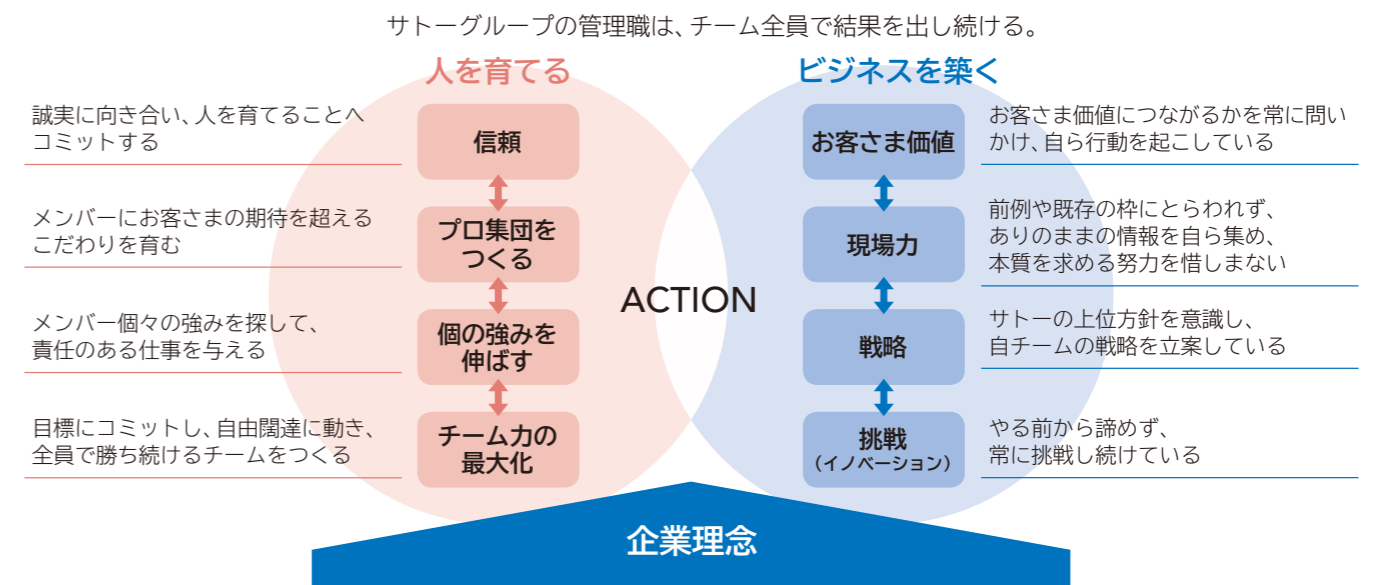 サトーグループの管理職は、チーム全員で結果を出し続ける。
人を育てる
誠実に向き合い、人を育てることへ
コミットする
信頼
メンバーにお客さまの期待を超える
こだわりを育む
プロ集団を
つくる
メンバー個々の強みを探して、
責任のある仕事を与える
個の強みを
伸ばす
目標にコミットし、自由闊達に動き、
全員で勝ち続けるチームをつくる
チーム力の
最大化
ACTION
ビジネスを築く
お客さま価値
お客さま価値につながるかを常に問い
かけ、自ら行動を起こしている
現場力
前例や既存の枠にとらわれず、
ありのままの情報を自ら集め、
本質を求める努力を惜しまない
戦略
サトーの上位方針を意識し、
自チームの戦略を立案している
挑戦
（イノベーション）
やる前から諦めず、
常に挑戦し続けている
企業理念